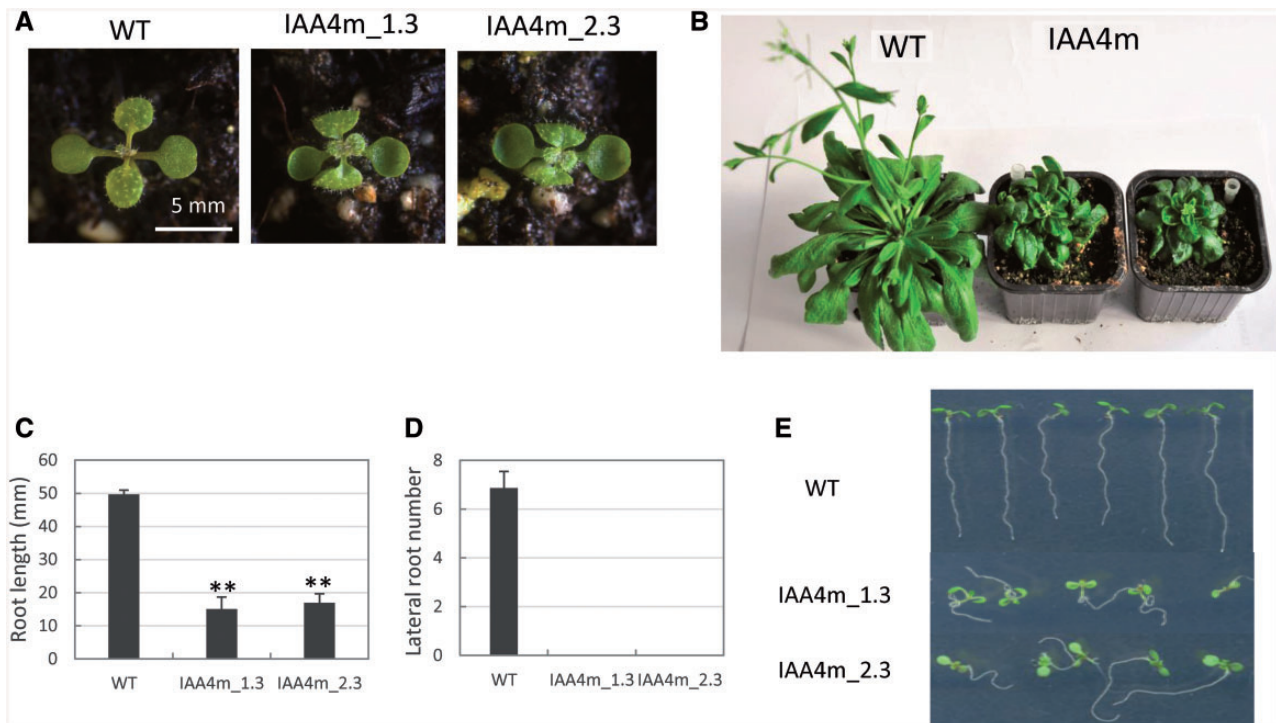 A
WT
IAA4m_1.3
IAA4m_2.3
5 mm
B
WT
IAA4m
C
Root length (mm)
60
50
40
30
20
10
0
**
**
WT
IAA4m_1.3
IAA4m_2.3
D
Lateral root number
8
6
4
2
0
WT
IAA4m_1.3
IAA4m_2.3
E
WT
IAA4m_1.3
IAA4m_2.3